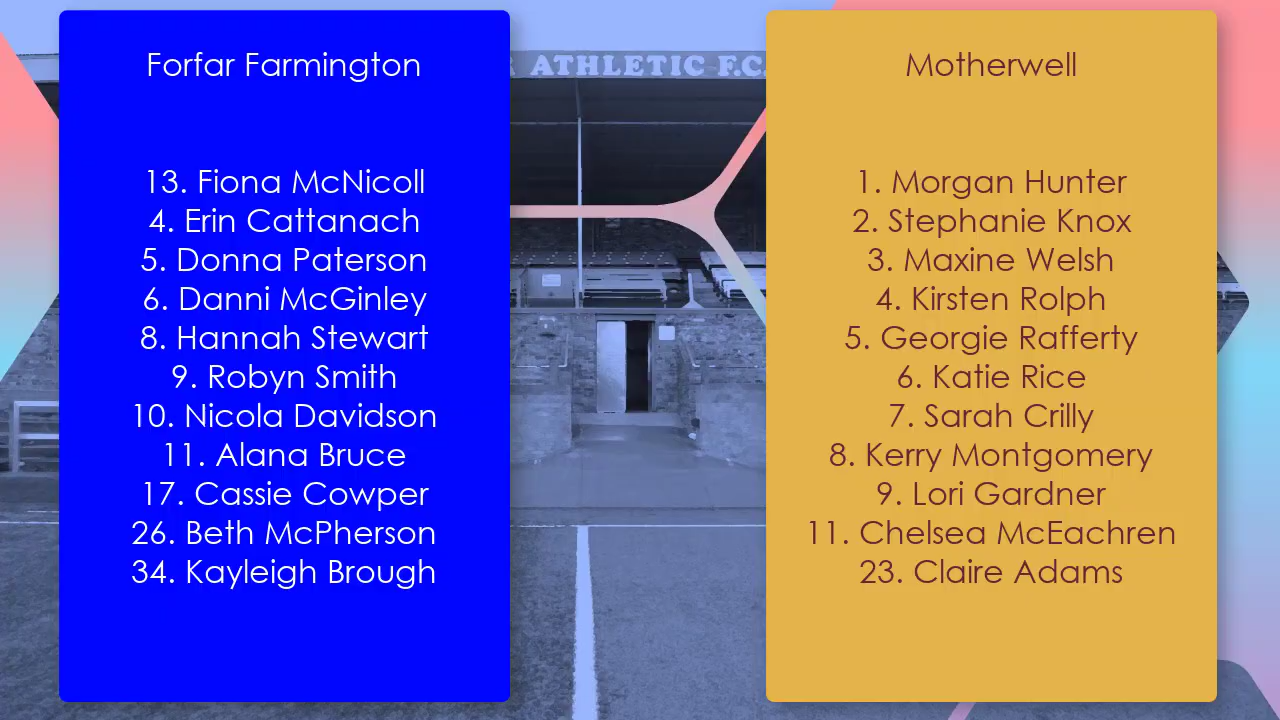 Forfar Farmington
13. Fiona McNicoll
4. Erin Cattanach
5. Donna Paterson
6. Danni McGinley
8. Hannah Stewart
9. Robyn Smith
10. Nicola Davidson
11. Alana Bruce
17. Cassie Cowper
26. Beth McPherson
34. Kayleigh Brough
ATHLETIC F.C.
Motherwell
1. Morgan Hunter
2. Stephanie Knox
3. Maxine Welsh
4. Kirsten Rolph
5. Georgie Rafferty
6. Katie Rice
7. Sarah Crilly
8. Kerry Montgomery
9. Lori Gardner
11. Chelsea McEachren
23. Claire Adams